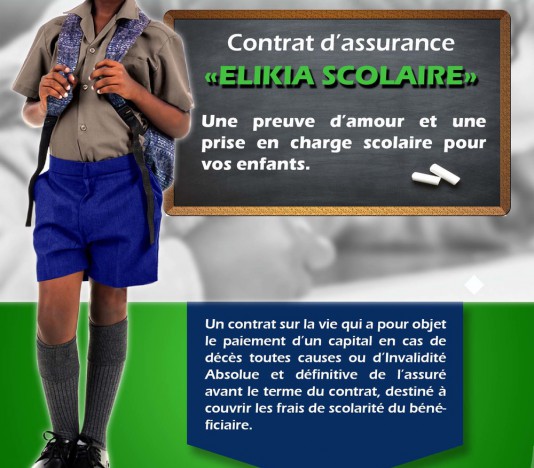 Contrat d'assurance
«ELIKIA SCOLAIRE»
Une preuve d'amour et une
prise en charge scolaire pour
vos enfants.
Un contrat sur la vie qui a pour objet
le paiement d'un capital en cas de
décès toutes causes ou d'Invalidité
Absolue et définitive de l'assuré
avant le terme du contrat, destiné à
couvrir les frais de scolarité du béné-
ficiaire.